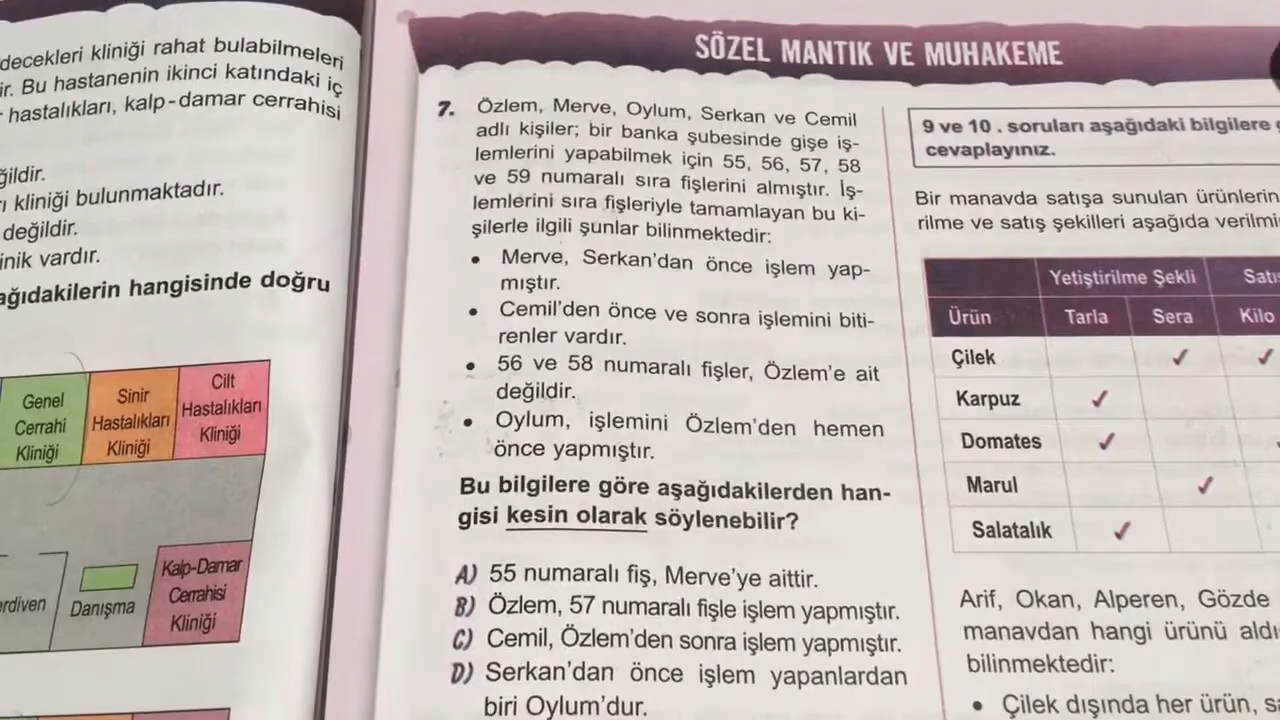 decekleri kliniği rahat bulabilmeleri
ir. Bu hastanenin ikinci katındaki iç
hastalıkları, kalp-damar cerrahisi
ğildir.
ı kliniği bulunmaktadır.
değildir.
inik vardır.
ağıdakilerin hangisinde doğru
Genel
Cerrahi
Kliniği
Sinir
Hastalıkları
Kliniği
Cilt
Hastalıkları
Kliniği
erdiven
Danışma
Kalp-Damar
Cerrahisi
Kliniği
SÖZEL MANTIK VE MUHAKEME
7. Özlem, Merve, Oylum, Serkan ve Cemil
adlı kişiler; bir banka şubesinde gişe iş-
lemlerini yapabilmek için 55, 56, 57, 58
ve 59 numaralı sıra fişlerini almıştır. İş-
lemlerini sıra fişleriyle tamamlayan bu ki-
şilerle ilgili şunlar bilinmektedir:
• Merve, Serkan'dan önce işlem yap-
mıştır.
• Cemil'den önce ve sonra işlemini biti-
renler vardır.
• 56 ve 58 numaralı fişler, Özlem'e ait
değildir.
• Oylum, işlemini Özlem'den hemen
önce yapmıştır.
Bu bilgilere göre aşağıdakilerden han-
gisi kesin olarak söylenebilir?
A) 55 numaralı fiş, Merve'ye aittir.
B) Özlem, 57 numaralı fişle işlem yapmıştır.
C) Cemil, Özlem'den sonra işlem yapmıştır.
D) Serkan'dan önce işlem yapanlardan
biri Oylum'dur.
9 ve 10 . soruları aşağıdaki bilgilere
cevaplayınız.
Bir manavda satışa sunulan ürünlerin
rilme ve satış şekilleri aşağıda verilmi
Yetiştirilme Şekli Satış
Ürün Tarla Sera Kilo
Çilek ✓ ✓
Karpuz ✓
Domates ✓
Marul ✓
Salatalık ✓
Arif, Okan, Alperen, Gözde
manavdan hangi ürünü aldı
bilinmektedir:
• Çilek dışında her ürün, sa